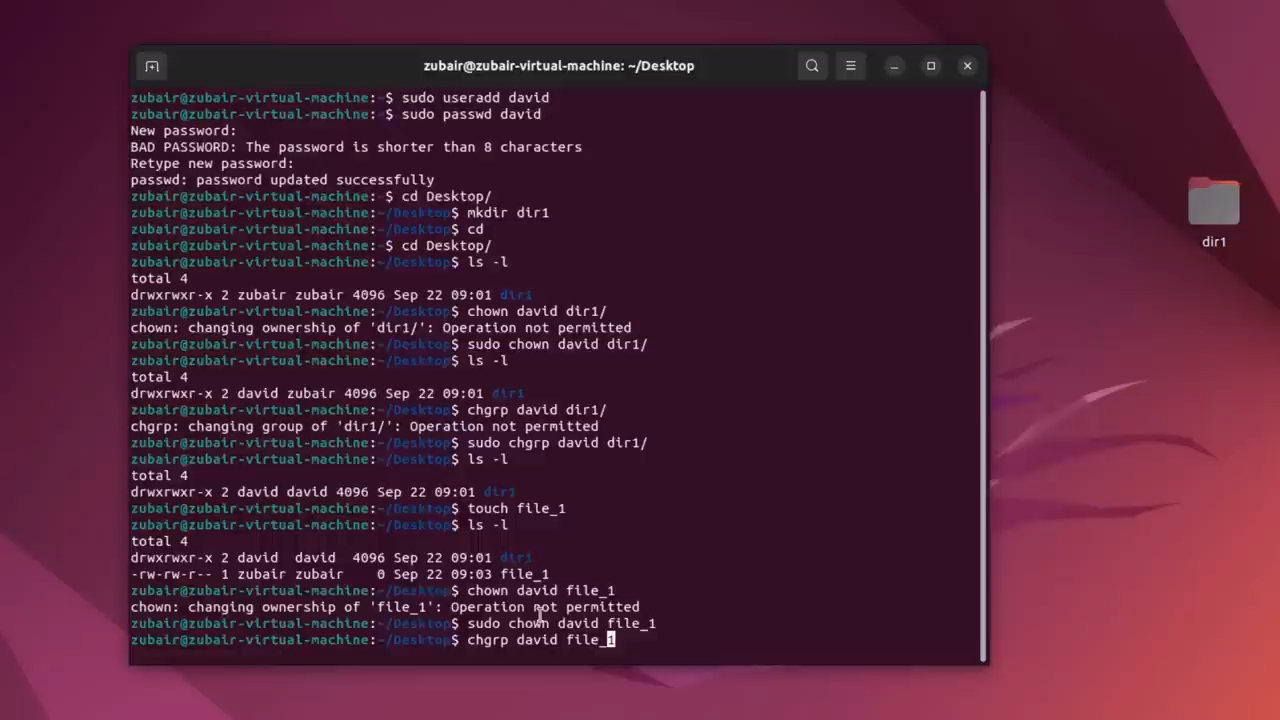 zubair@zubair-virtual-machine: ~/Desktop
zubair@zubair-virtual-machine:~$ sudo useradd david
zubair@zubair-virtual-machine:~$ sudo passwd david
New password:
BAD PASSWORD: The password is shorter than 8 characters
Retype new password:
passwd: password updated successfully
zubair@zubair-virtual-machine:~$ cd Desktop/
zubair@zubair-virtual-machine:~/Desktop$ mkdir dir1
zubair@zubair-virtual-machine:~/Desktop$ cd
zubair@zubair-virtual-machine:~$ cd Desktop/
zubair@zubair-virtual-machine:~/Desktop$ ls -l
total 4
drwxrwxr-x 2 zubair zubair 4096 Sep 22 09:01 dir1
zubair@zubair-virtual-machine:~/Desktop$ chown david dir1/
chown: changing ownership of 'dir1/': Operation not permitted
zubair@zubair-virtual-machine:~/Desktop$ sudo chown david dir1/
zubair@zubair-virtual-machine:~/Desktop$ ls -l
total 4
drwxrwxr-x 2 david zubair 4096 Sep 22 09:01 dir1
zubair@zubair-virtual-machine:~/Desktop$ chgrp david dir1/
chgrp: changing group of 'dir1/': Operation not permitted
zubair@zubair-virtual-machine:~/Desktop$ sudo chgrp david dir1/
zubair@zubair-virtual-machine:~/Desktop$ ls -l
total 4
drwxrwxr-x 2 david david 4096 Sep 22 09:01 dir1
zubair@zubair-virtual-machine:~/Desktop$ touch file_1
zubair@zubair-virtual-machine:~/Desktop$ ls -l
total 4
drwxrwxr-x 2 david  david  4096 Sep 22 09:01 dir1
-rw-rw-r-- 1 zubair zubair    0 Sep 22 09:03 file_1
zubair@zubair-virtual-machine:~/Desktop$ chown david file_1
chown: changing ownership of 'file_1': Operation not permitted
zubair@zubair-virtual-machine:~/Desktop$ sudo chown david file_1
zubair@zubair-virtual-machine:~/Desktop$ chgrp david file_1
dir1